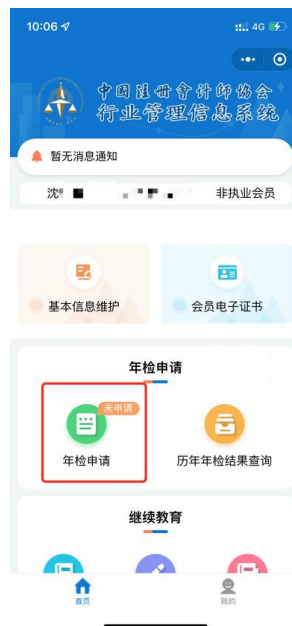 10:06
4G
中国注册会计师协会
行业管理信息系统
暂无消息通知
沈 非执业会员
基本信息维护 会员电子证书
年检申请
未申请
年检申请 历年年检结果查询
继续教育
首页 我的